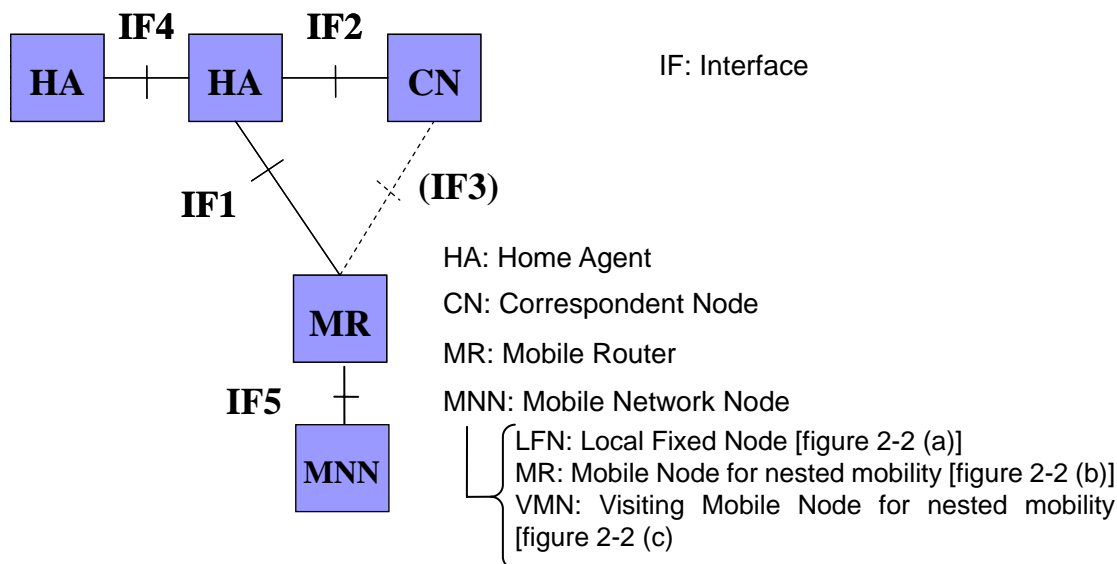 IF4
IF2
IF: Interface
HA
HA
CN
IF1
(IF3)
HA: Home Agent
CN: Correspondent Node
MR
MR: Mobile Router
IF5
MNN: Mobile Network Node
MNN
LFN: Local Fixed Node [figure 2-2 (a)]
MR: Mobile Node for nested mobility [figure 2-2 (b)]
VMN: Visiting Mobile Node for nested mobility
[figure 2-2 (c)